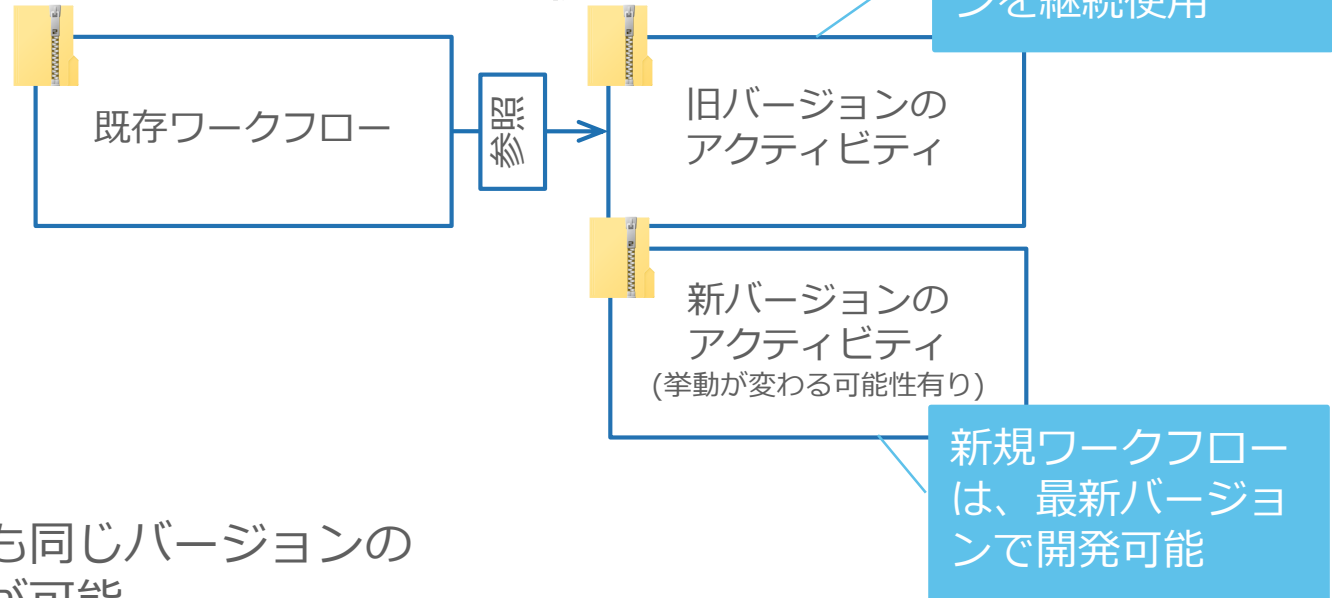 ンを継続使用
既存ワークフロー
参照
旧バージョンの
アクティビティ
新バージョンの
アクティビティ
(挙動が変わる可能性有り)
新規ワークフロー
は、最新バージョ
ンで開発可能
も同じバージョンの
が可能